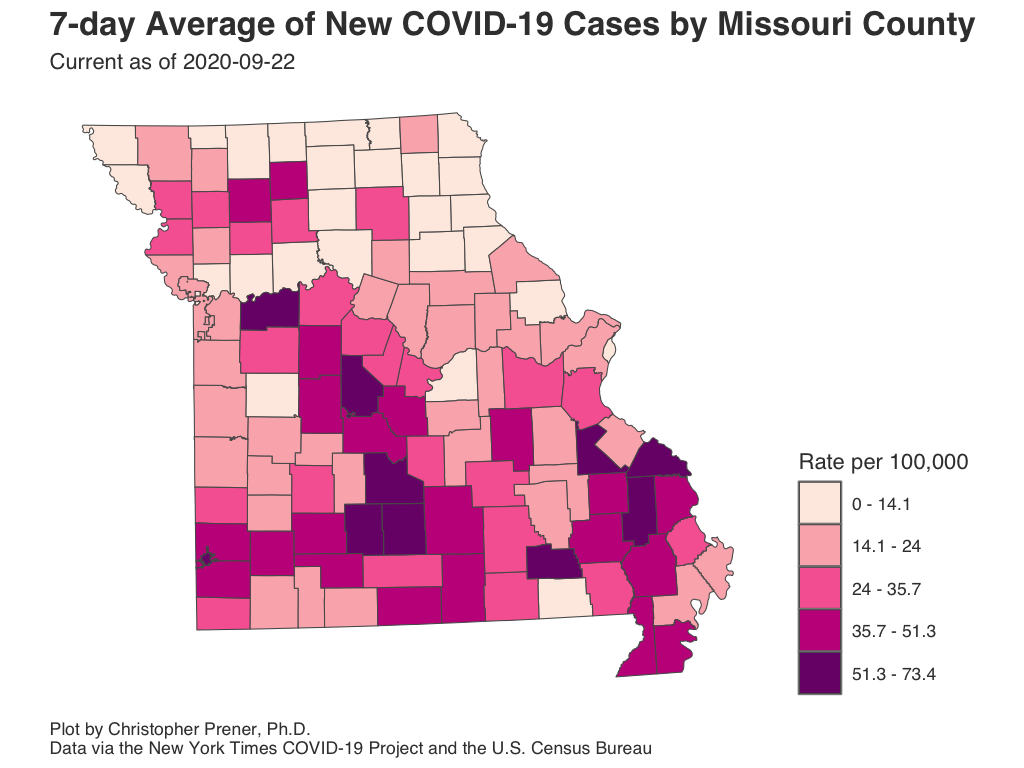 7-day Average of New COVID-19 Cases by Missouri County
Current as of 2020-09-22
Rate per 100,000
0 - 14.1
14.1 - 24
24 - 35.7
35.7 - 51.3
51.3 - 73.4
Plot by Christopher Prener, Ph.D.
Data via the New York Times COVID-19 Project and the U.S. Census Bureau